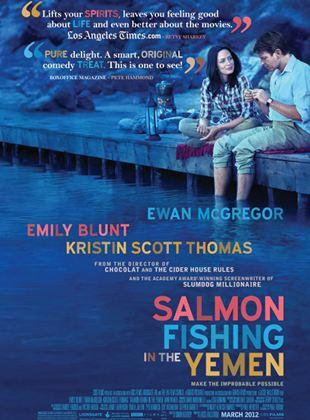 “Lifts your SPIRITS, leaves you feeling good
about LIFE and even better about the movies.”
Los Angeles Times.com - BETSY SHARKEY
“PURE delight. A smart, ORIGINAL
comedy TREAT. This is one to see!”
BOXOFFICE MAGAZINE - PETE HAMMOND
EWAN McGREGOR
EMILY BLUNT
KRISTIN SCOTT THOMAS
FROM THE DIRECTOR OF
CHOCOLAT AND THE CIDER HOUSE RULES
AND THE ACADEMY AWARD-WINNING SCREENWRITER OF
SLUMDOG MILLIONAIRE
SALMON
FISHING
IN THE YEMEN
MAKE THE IMPROBABLE POSSIBLE
LIONSGATE
MARCH 2012